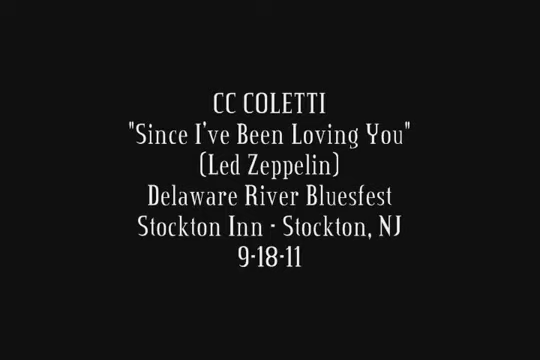 CC COLETTI
"Since I've Been Loving You"
(Led Zeppelin)
Delaware River Bluesfest
Stockton Inn - Stockton, NJ
9-18-11